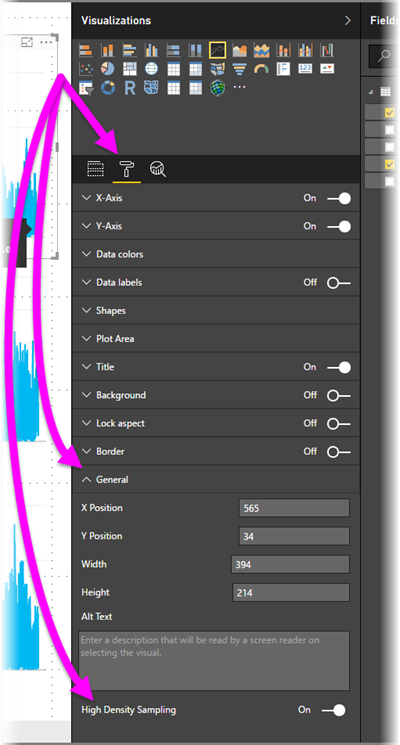 Visualizations
Fields
R
123
X-Axis On
Y-Axis On
Data colors
Data labels Off
Shapes
Plot Area
Title On
Background Off
Lock aspect Off
Border Off
General
X Position 565
Y Position 34
Width 394
Height 214
Alt Text
Enter a description that will be read by a screen reader on
selecting the visual.
High Density Sampling On